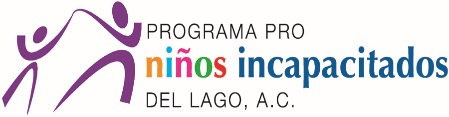 PROGRAMA PRO
niños incapacitados
DEL LAGO, A.C.